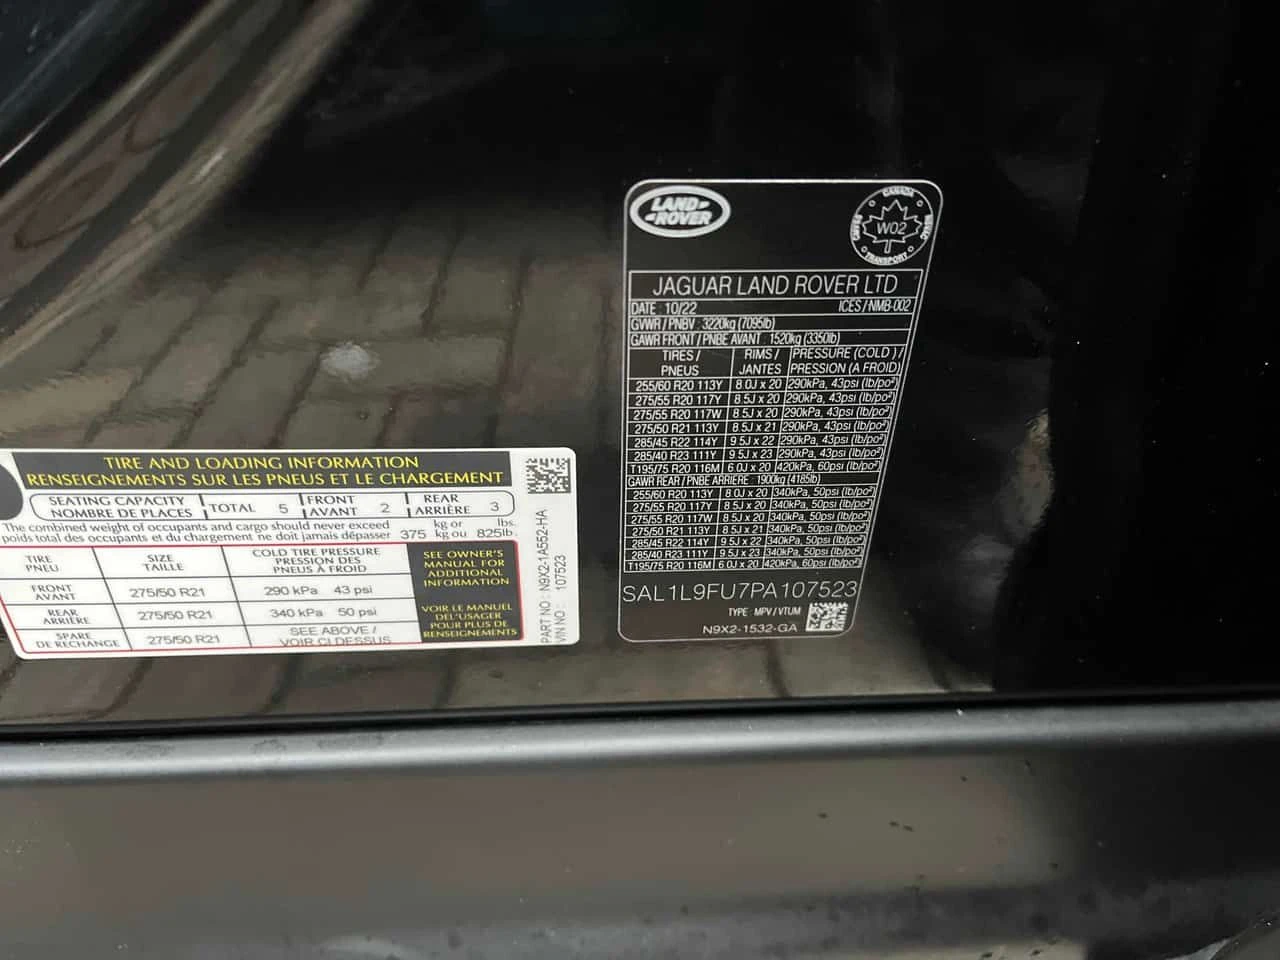 TIRE AND LOADING INFORMATION
RENSEIGNEMENTS SUR LES PNEUS ET LE CHARGEMENT
SEATING CAPACITY
NOMBRE DE PLACES
TOTAL 5
FRONT
AVANT 2
REAR
ARRIÈRE 3
The combined weight of occupants and cargo should never exceed
poids total des occupants et du chargement ne doit jamais dépasser
375 kg or
kg ou
825 lbs.
lb.
TIRE
PNEU
SIZE
TAILLE
COLD TIRE PRESSURE
PRESSION DES
PNEUS À FROID
FRONT
AVANT
275/50 R21
290 kPa 43 psi
REAR
ARRIÈRE
275/50 R21
340 kPa 50 psi
SPARE
DE RECHANGE
275/50 R21
SEE ABOVE /
VOIR CI DESSUS
SEE OWNER'S
MANUAL FOR
ADDITIONAL
INFORMATION
VOIR LE MANUEL
DEL'USAGER
POUR PLUS DE
RENSEIGNEMENTS
PART NO : N9X2-1A552-HA
VIN NO : 107523
LAND-
-ROVER
CANADA
W02
TRANSPORT
JAGUAR LAND ROVER LTD
DATE : 10/22 ICES/NMB-002
GVWR / PNBV : 3220kg (7095lb)
GAWR FRONT / PNBE AVANT : 1520kg (3350lb)
TIRES /
PNEUS
RIMS /
JANTES
PRESSURE (COLD ) /
PRESSION (A FROID)
255/60 R20 113Y 8.0J x 20 290kPa, 43psi (lb/po²)
275/55 R20 117Y 8.5J x 20 290kPa, 43psi (lb/po²)
275/55 R20 117W 8.5J x 20 290kPa, 43psi (lb/po²)
275/50 R21 113Y 8.5J x 21 290kPa, 43psi (lb/po²)
285/45 R22 114Y 9.5J x 22 290kPa, 43psi (lb/po²)
285/40 R23 111Y 9.5J x 23 290kPa, 43psi (lb/po²)
T195/75 R20 116M 6.0J x 20 420kPa, 60psi (lb/po²)
GAWR REAR / PNBE ARRIERE : 1900kg (4185lb)
255/60 R20 113Y 8.0J x 20 340kPa, 50psi (lb/po²)
275/55 R20 117Y 8.5J x 20 340kPa, 50psi (lb/po²)
275/55 R20 117W 8.5J x 20 340kPa, 50psi (lb/po²)
275/50 R21 113Y 8.5J x 21 340kPa, 50psi (lb/po²)
285/45 R22 114Y 9.5J x 22 340kPa, 50psi (lb/po²)
285/40 R23 111Y 9.5J x 23 340kPa, 50psi (lb/po²)
T195/75 R20 116M 6.0J x 20 420kPa, 60psi (lb/po²)
SAL1L9FU7PA107523
TYPE : MPV/VTUM
N9X2-1532-GA